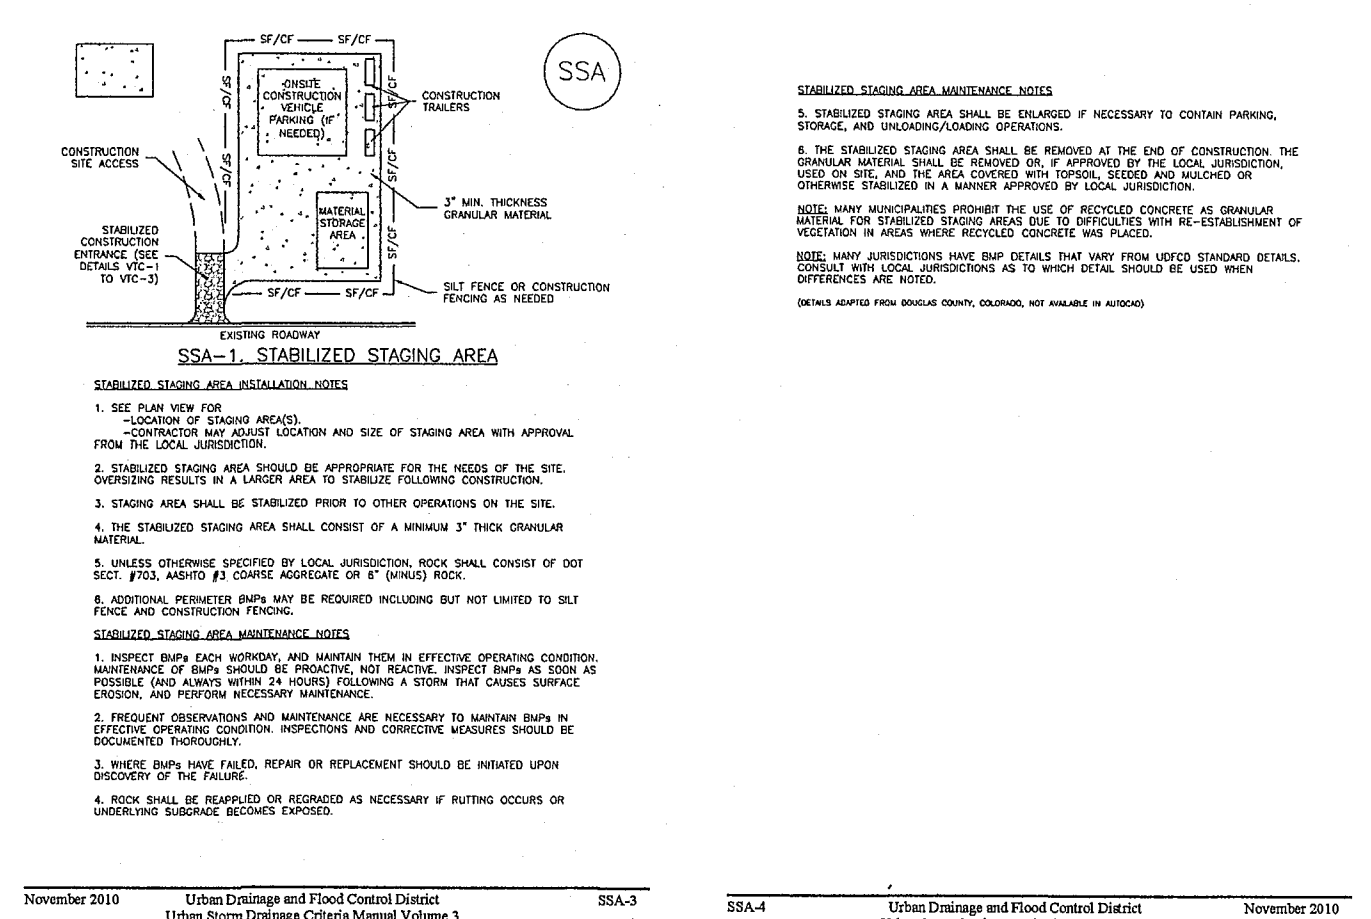 SF/CF SF/CF
SSA
ONSITE
CONSTRUCTION
VEHICLE
PARKING (IF
NEEDED)
SF/CF
SF/CF
CONSTRUCTION
TRAILERS
CONSTRUCTION
SITE ACCESS
SF/CF
SF/CF
3" MIN. THICKNESS
GRANULAR MATERIAL
MATERIAL
STORAGE
AREA
STABILIZED
CONSTRUCTION
ENTRANCE (SEE
DETAILS VTC-1
TO VTC-3)
SF/CF
SF/CF SF/CF
SILT FENCE OR CONSTRUCTION
FENCING AS NEEDED
EXISTING ROADWAY
SSA-1. STABILIZED STAGING AREA
STABILIZED STAGING AREA INSTALLATION NOTES
1. SEE PLAN VIEW FOR
-LOCATION OF STAGING AREA(S).
-CONTRACTOR MAY ADJUST LOCATION AND SIZE OF STAGING AREA WITH APPROVAL
FROM THE LOCAL JURISDICTION.
2. STABILIZED STAGING AREA SHOULD BE APPROPRIATE FOR THE NEEDS OF THE SITE.
OVERSIZING RESULTS IN A LARGER AREA TO STABILIZE FOLLOWING CONSTRUCTION.
3. STAGING AREA SHALL BE STABILIZED PRIOR TO OTHER OPERATIONS ON THE SITE.
4. THE STABILIZED STAGING AREA SHALL CONSIST OF A MINIMUM 3" THICK GRANULAR
MATERIAL.
5. UNLESS OTHERWISE SPECIFIED BY LOCAL JURISDICTION, ROCK SHALL CONSIST OF DOT
SECT. #703, AASHTO #3 COARSE AGGREGATE OR 6" (MINUS) ROCK.
6. ADDITIONAL PERIMETER BMPs MAY BE REQUIRED INCLUDING BUT NOT LIMITED TO SILT
FENCE AND CONSTRUCTION FENCING.
STABILIZED STAGING AREA MAINTENANCE NOTES
1. INSPECT BMPs EACH WORKDAY, AND MAINTAIN THEM IN EFFECTIVE OPERATING CONDITION.
MAINTENANCE OF BMPs SHOULD BE PROACTIVE, NOT REACTIVE. INSPECT BMPs AS SOON AS
POSSIBLE (AND ALWAYS WITHIN 24 HOURS) FOLLOWING A STORM THAT CAUSES SURFACE
EROSION, AND PERFORM NECESSARY MAINTENANCE.
2. FREQUENT OBSERVATIONS AND MAINTENANCE ARE NECESSARY TO MAINTAIN BMPs IN
EFFECTIVE OPERATING CONDITION. INSPECTIONS AND CORRECTIVE MEASURES SHOULD BE
DOCUMENTED THOROUGHLY.
3. WHERE BMPs HAVE FAILED, REPAIR OR REPLACEMENT SHOULD BE INITIATED UPON
DISCOVERY OF THE FAILURE.
4. ROCK SHALL BE REAPPLIED OR REGRADED AS NECESSARY IF RUTTING OCCURS OR
UNDERLYING SUBGRADE BECOMES EXPOSED.
November 2010 Urban Drainage and Flood Control District SSA-3
Urban Storm Drainage Criteria Manual Volume 3
STABILIZED STAGING AREA MAINTENANCE NOTES
5. STABILIZED STAGING AREA SHALL BE ENLARGED IF NECESSARY TO CONTAIN PARKING,
STORAGE, AND UNLOADING/LOADING OPERATIONS.
6. THE STABILIZED STAGING AREA SHALL BE REMOVED AT THE END OF CONSTRUCTION. THE
GRANULAR MATERIAL SHALL BE REMOVED OR, IF APPROVED BY THE LOCAL JURISDICTION,
USED ON SITE, AND THE AREA COVERED WITH TOPSOIL, SEEDED AND MULCHED OR
OTHERWISE STABILIZED IN A MANNER APPROVED BY LOCAL JURISDICTION.
NOTE: MANY MUNICIPALITIES PROHIBIT THE USE OF RECYCLED CONCRETE AS GRANULAR
MATERIAL FOR STABILIZED STAGING AREAS DUE TO DIFFICULTIES WITH RE-ESTABLISHMENT OF
VEGETATION IN AREAS WHERE RECYCLED CONCRETE WAS PLACED.
NOTE: MANY JURISDICTIONS HAVE BMP DETAILS THAT VARY FROM UDFCD STANDARD DETAILS.
CONSULT WITH LOCAL JURISDICTIONS AS TO WHICH DETAIL SHOULD BE USED WHEN
DIFFERENCES ARE NOTED.
(DETAILS ADAPTED FROM DOUGLAS COUNTY, COLORADO, NOT AVAILABLE IN AUTOCAD)
SSA-4 Urban Drainage and Flood Control District November 2010